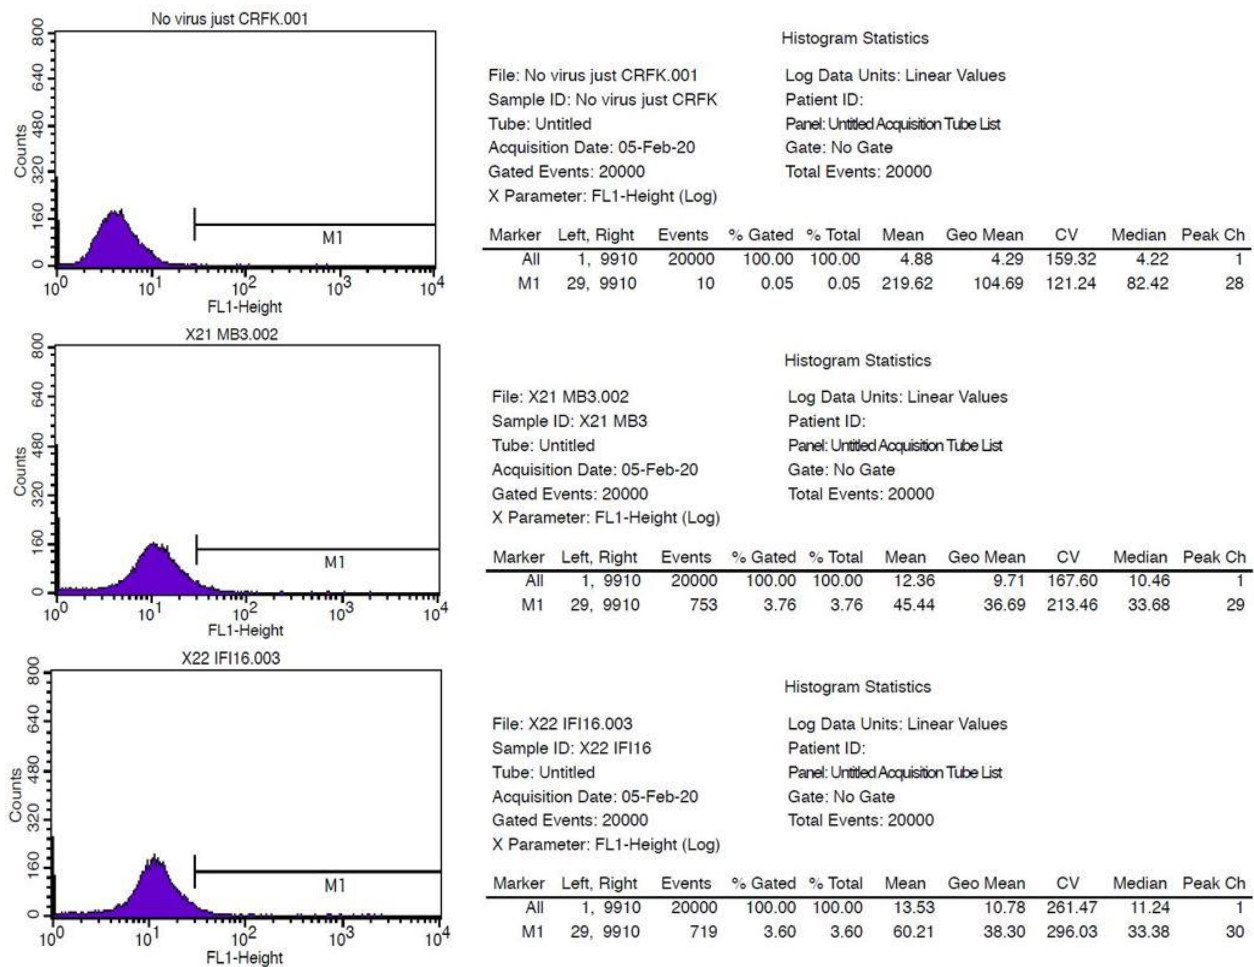 No virus just CRFK.001
Counts
800
640
480
320
160
0
M1
10^0 10^1 10^2 10^3 10^4
FL1-Height
Histogram Statistics
File: No virus just CRFK.001 Log Data Units: Linear Values
Sample ID: No virus just CRFK Patient ID:
Tube: Untitled Panel: Untitled Acquisition Tube List
Acquisition Date: 05-Feb-20 Gate: No Gate
Gated Events: 20000 Total Events: 20000
X Parameter: FL1-Height (Log)
Marker Left, Right Events % Gated % Total Mean Geo Mean CV Median Peak Ch
All 1, 9910 20000 100.00 100.00 4.88 4.29 159.32 4.22 1
M1 29, 9910 10 0.05 0.05 219.62 104.69 121.24 82.42 28
X21 MB3.002
Counts
800
640
480
320
160
0
M1
10^0 10^1 10^2 10^3 10^4
FL1-Height
Histogram Statistics
File: X21 MB3.002 Log Data Units: Linear Values
Sample ID: X21 MB3 Patient ID:
Tube: Untitled Panel: Untitled Acquisition Tube List
Acquisition Date: 05-Feb-20 Gate: No Gate
Gated Events: 20000 Total Events: 20000
X Parameter: FL1-Height (Log)
Marker Left, Right Events % Gated % Total Mean Geo Mean CV Median Peak Ch
All 1, 9910 20000 100.00 100.00 12.36 9.71 167.60 10.46 1
M1 29, 9910 753 3.76 3.76 45.44 36.69 213.46 33.68 29
X22 IFI16.003
Counts
800
640
480
320
160
0
M1
10^0 10^1 10^2 10^3 10^4
FL1-Height
Histogram Statistics
File: X22 IFI16.003 Log Data Units: Linear Values
Sample ID: X22 IFI16 Patient ID:
Tube: Untitled Panel: Untitled Acquisition Tube List
Acquisition Date: 05-Feb-20 Gate: No Gate
Gated Events: 20000 Total Events: 20000
X Parameter: FL1-Height (Log)
Marker Left, Right Events % Gated % Total Mean Geo Mean CV Median Peak Ch
All 1, 9910 20000 100.00 100.00 13.53 10.78 261.47 11.24 1
M1 29, 9910 719 3.60 3.60 60.21 38.30 296.03 33.38 30